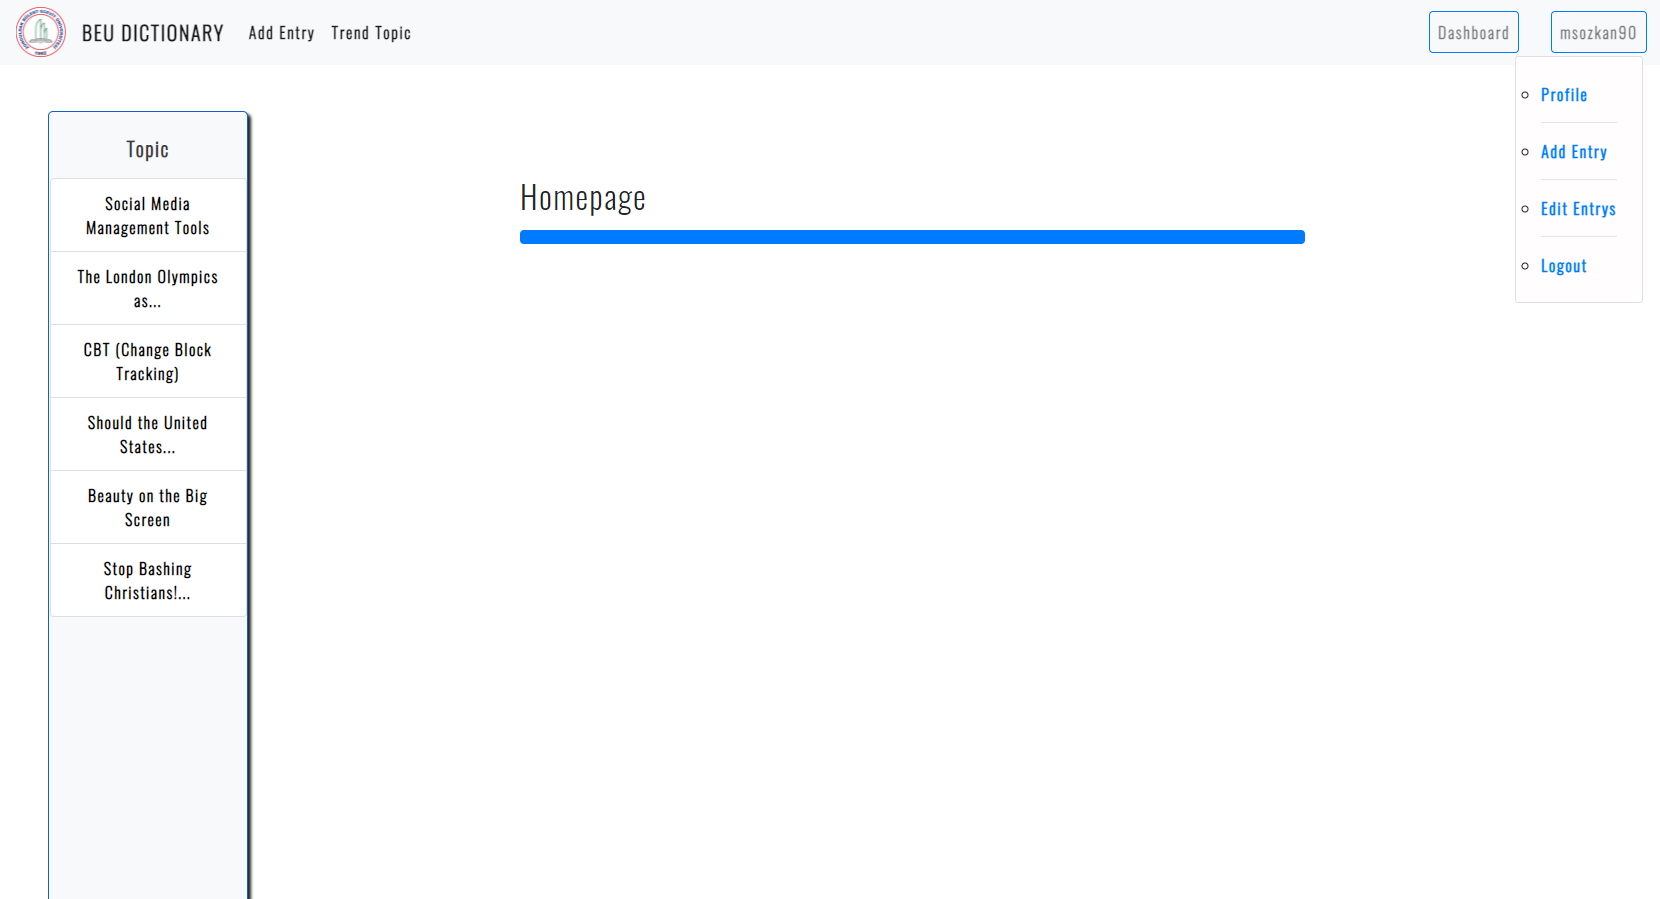 BEU DICTIONARY
Add Entry
Trend Topic
Dashboard
msozkan90
Profile
Add Entry
Edit Entrys
Logout
Topic
Social Media
Management Tools
The London Olympics
as...
CBT (Change Block
Tracking)
Should the United
States...
Beauty on the Big
Screen
Stop Bashing
Christians!...
Homepage